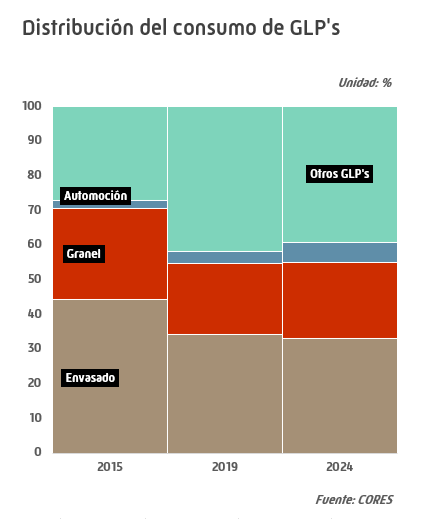 Distribución del consumo de GLP's
Unidad: %
100
90
80
70
60
50
40
30
20
10
0
Otros GLP's
Automoción
Granel
Envasado
2015 2019 2024
Fuente: CORES